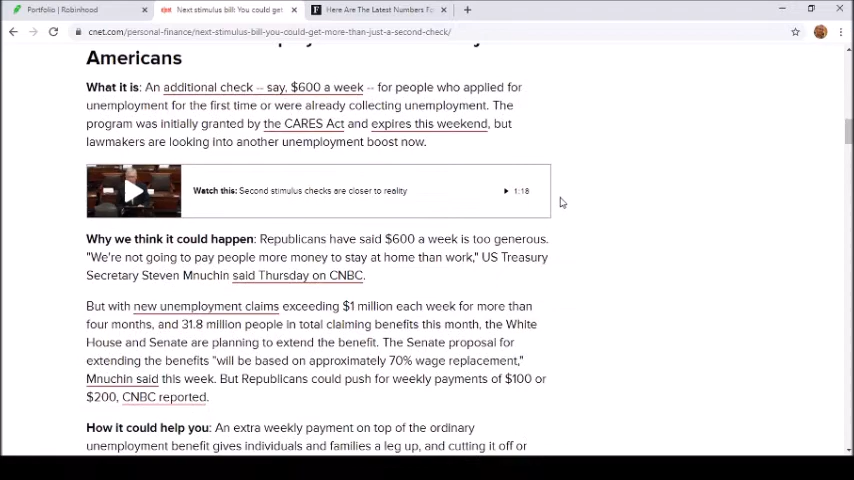 Portfolio | Robinhood
Next stimulus bill: You could get
Here Are The Latest Numbers Fo
cnet.com/personal-finance/next-stimulus-bill-you-could-get-more-than-just-a-second-check/
Americans
What it is: An additional check -- say, $600 a week -- for people who applied for
unemployment for the first time or were already collecting unemployment. The
program was initially granted by the CARES Act and expires this weekend, but
lawmakers are looking into another unemployment boost now.
Watch this: Second stimulus checks are closer to reality
1:18
Why we think it could happen: Republicans have said $600 a week is too generous.
"We're not going to pay people more money to stay at home than work," US Treasury
Secretary Steven Mnuchin said Thursday on CNBC.
But with new unemployment claims exceeding $1 million each week for more than
four months, and 31.8 million people in total claiming benefits this month, the White
House and Senate are planning to extend the benefit. The Senate proposal for
extending the benefits "will be based on approximately 70% wage replacement,"
Mnuchin said this week. But Republicans could push for weekly payments of $100 or
$200, CNBC reported.
How it could help you: An extra weekly payment on top of the ordinary
unemployment benefit gives individuals and families a leg up, and cutting it off or